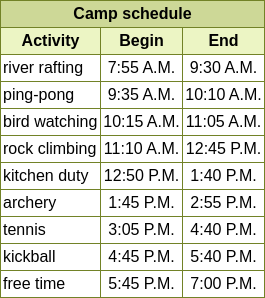 Camp schedule
Activity Begin End
river rafting 7:55 A.M. 9:30 A.M.
ping-pong 9:35 A.M. 10:10 A.M.
bird watching 10:15 A.M. 11:05 A.M.
rock climbing 11:10 A.M. 12:45 P.M.
kitchen duty 12:50 P.M. 1:40 P.M.
archery 1:45 P.M. 2:55 P.M.
tennis 3:05 P.M. 4:40 P.M.
kickball 4:45 P.M. 5:40 P.M.
free time 5:45 P.M. 7:00 P.M.